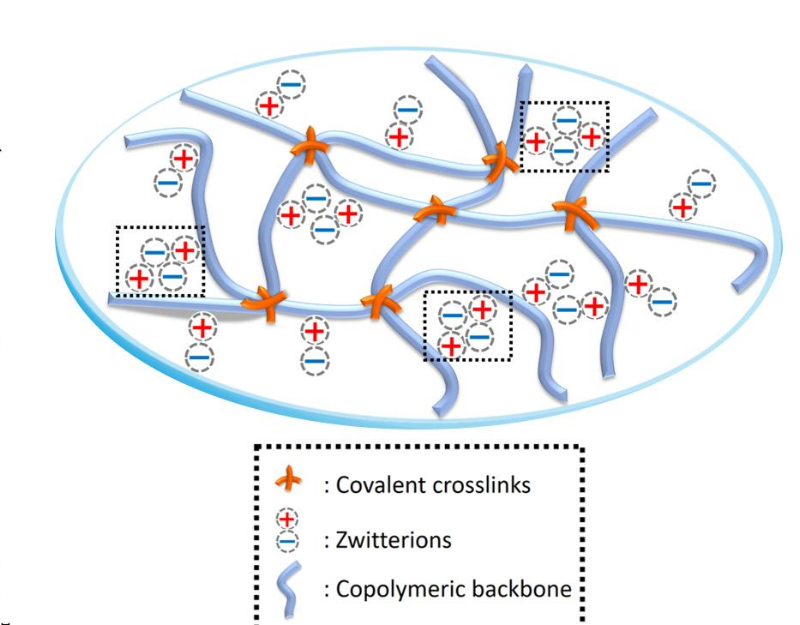 : Covalent crosslinks
: Zwitterions
: Copolymeric backbone